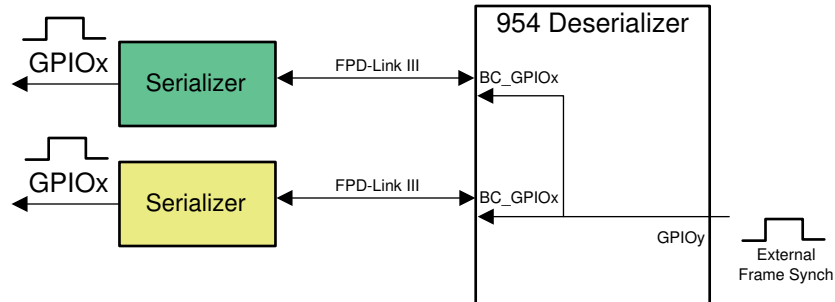 954 Deserializer
GPIOx
Serializer
FPD-Link III
BC_GPIOx
GPIOx
Serializer
FPD-Link III
BC_GPIOx
GPIOy
External
Frame Synch